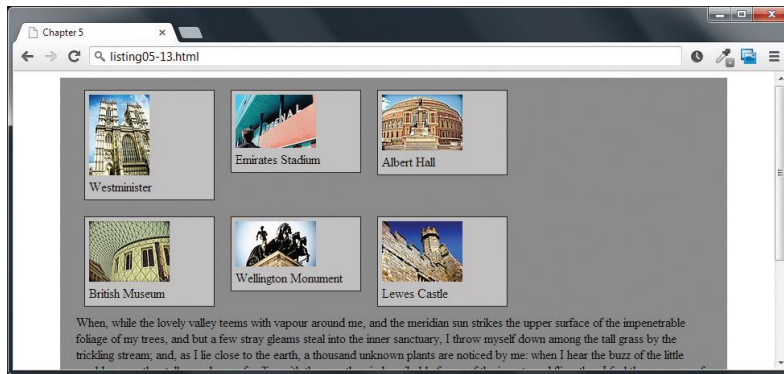 Chapter 5
listing05-13.html
ARSENAL
Westminister
Emirates Stadium
Albert Hall
British Museum
Wellington Monument
Lewes Castle
When, while the lovely valley teems with vapour around me, and the meridian sun strikes the upper surface of the impenetrable
foliage of my trees, and but a few stray gleams steal into the inner sanctuary, I throw myself down among the tall grass by the
trickling stream; and, as I lie close to the earth, a thousand unknown plants are noticed by me: when I hear the buzz of the little